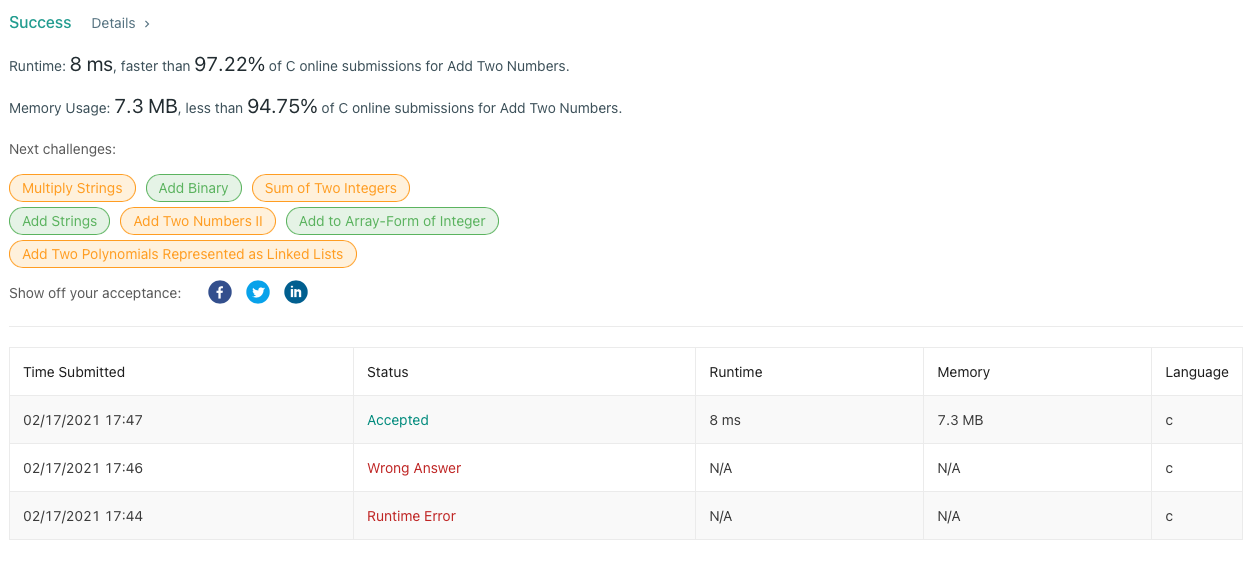 Success Details >
Runtime: 8 ms, faster than 97.22% of C online submissions for Add Two Numbers.
Memory Usage: 7.3 MB, less than 94.75% of C online submissions for Add Two Numbers.
Next challenges:
Multiply Strings Add Binary Sum of Two Integers
Add Strings Add Two Numbers II Add to Array-Form of Integer
Add Two Polynomials Represented as Linked Lists
Show off your acceptance: f in
Time Submitted Status Runtime Memory Language
02/17/2021 17:47 Accepted 8 ms 7.3 MB c
02/17/2021 17:46 Wrong Answer N/A N/A c
02/17/2021 17:44 Runtime Error N/A N/A c